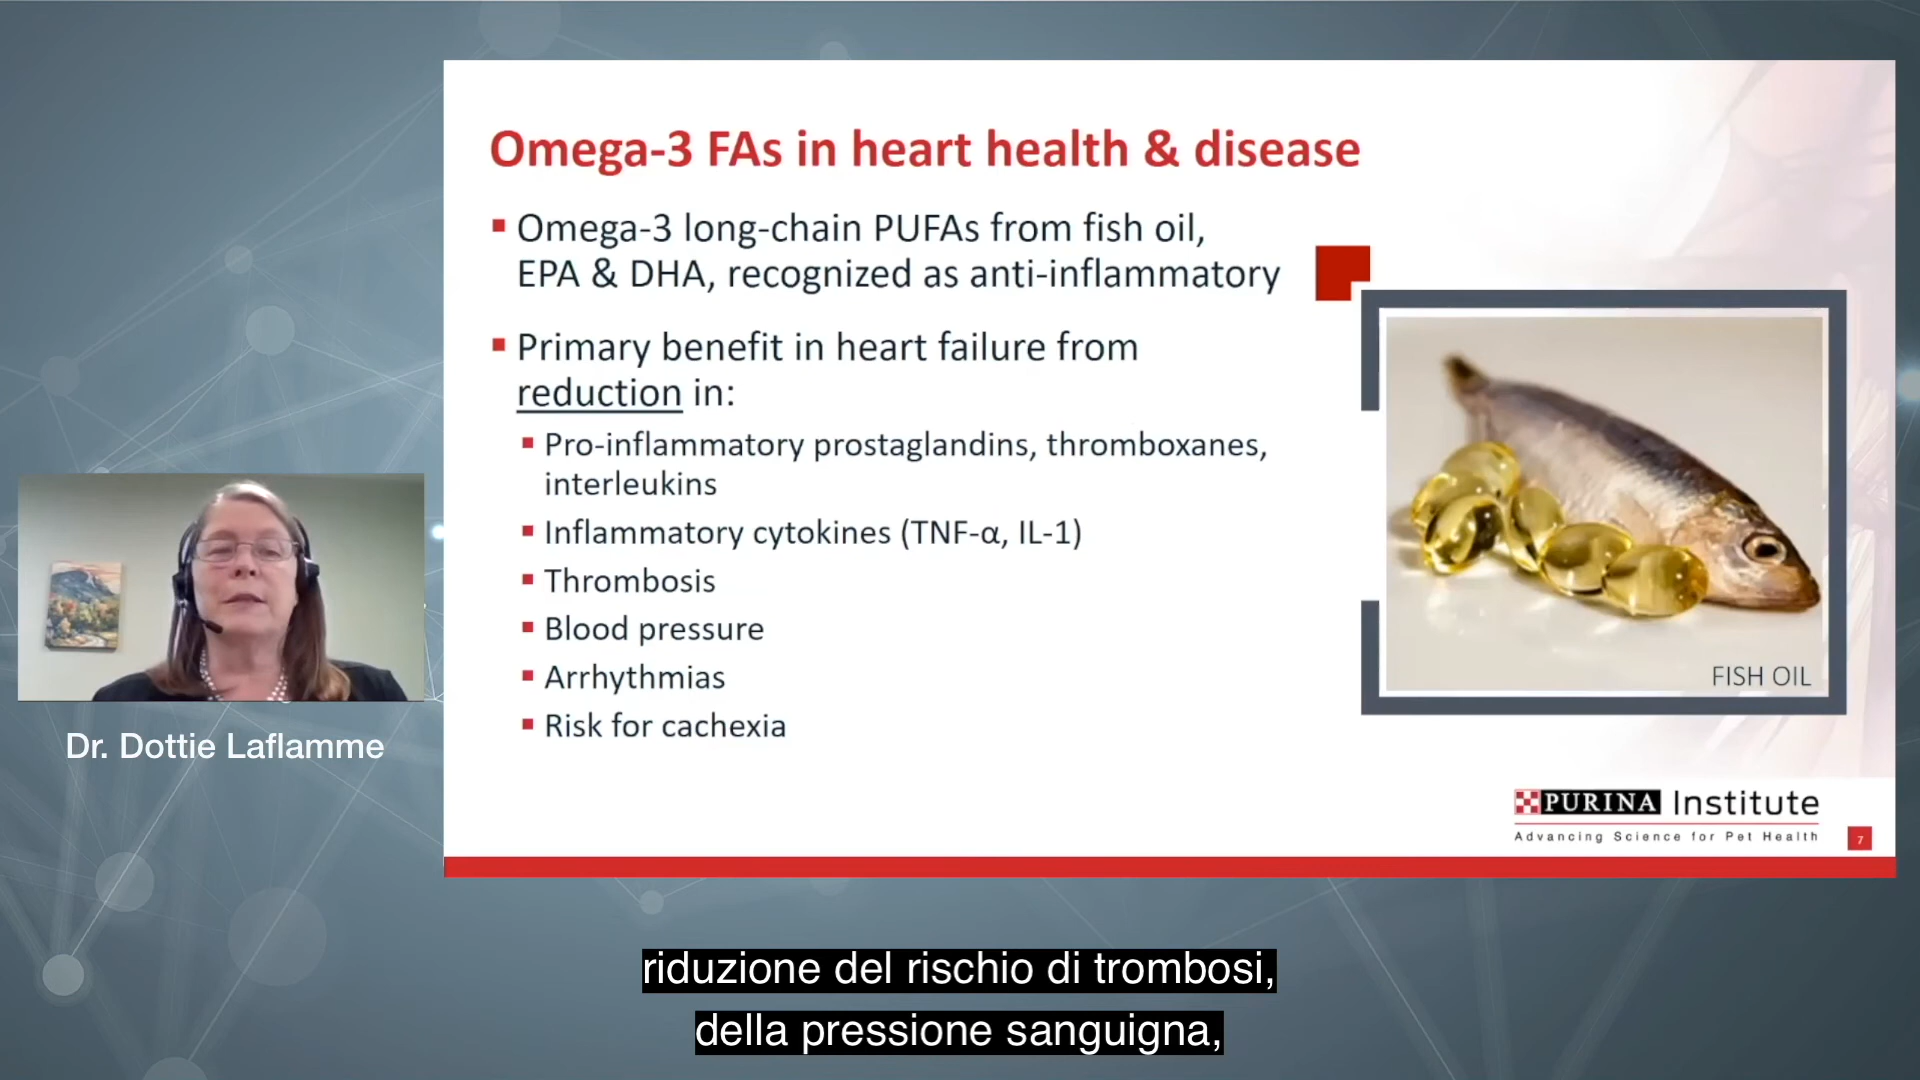 Omega-3 FAs in heart health & disease
▪ Omega-3 long-chain PUFAs from fish oil,
EPA & DHA, recognized as anti-inflammatory
▪ Primary benefit in heart failure from
reduction in:
▪ Pro-inflammatory prostaglandins, thromboxanes,
interleukins
▪ Inflammatory cytokines (TNF-α, IL-1)
▪ Thrombosis
▪ Blood pressure
▪ Arrhythmias
▪ Risk for cachexia
FISH OIL
Dr. Dottie Laflamme
PURINA Institute
Advancing Science for Pet Health
7
riduzione del rischio di trombosi,
della pressione sanguigna,